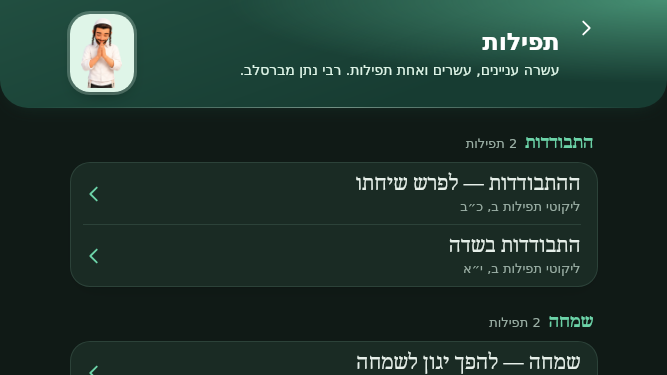 תפילות
עשרה עניינים, עשרים ואחת תפילות. רבי נתן מברסלב.
התבודדות 2 תפילות
ההתבודדות — לפרש שיחתו
ליקוטי תפילות ב, כ״ב
התבודדות בשדה
ליקוטי תפילות ב, י״א
שמחה 2 תפילות
שמחה — להפך יגון לשמחה